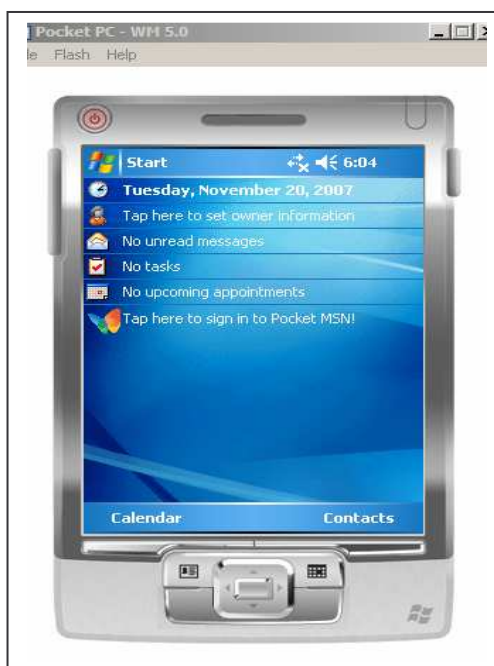 Pocket PC - WM 5.0
Flash Help
Start 6:04
Tuesday, November 20, 2007
Tap here to set owner information
No unread messages
No tasks
No upcoming appointments
Tap here to sign in to Pocket MSN!
Calendar Contacts